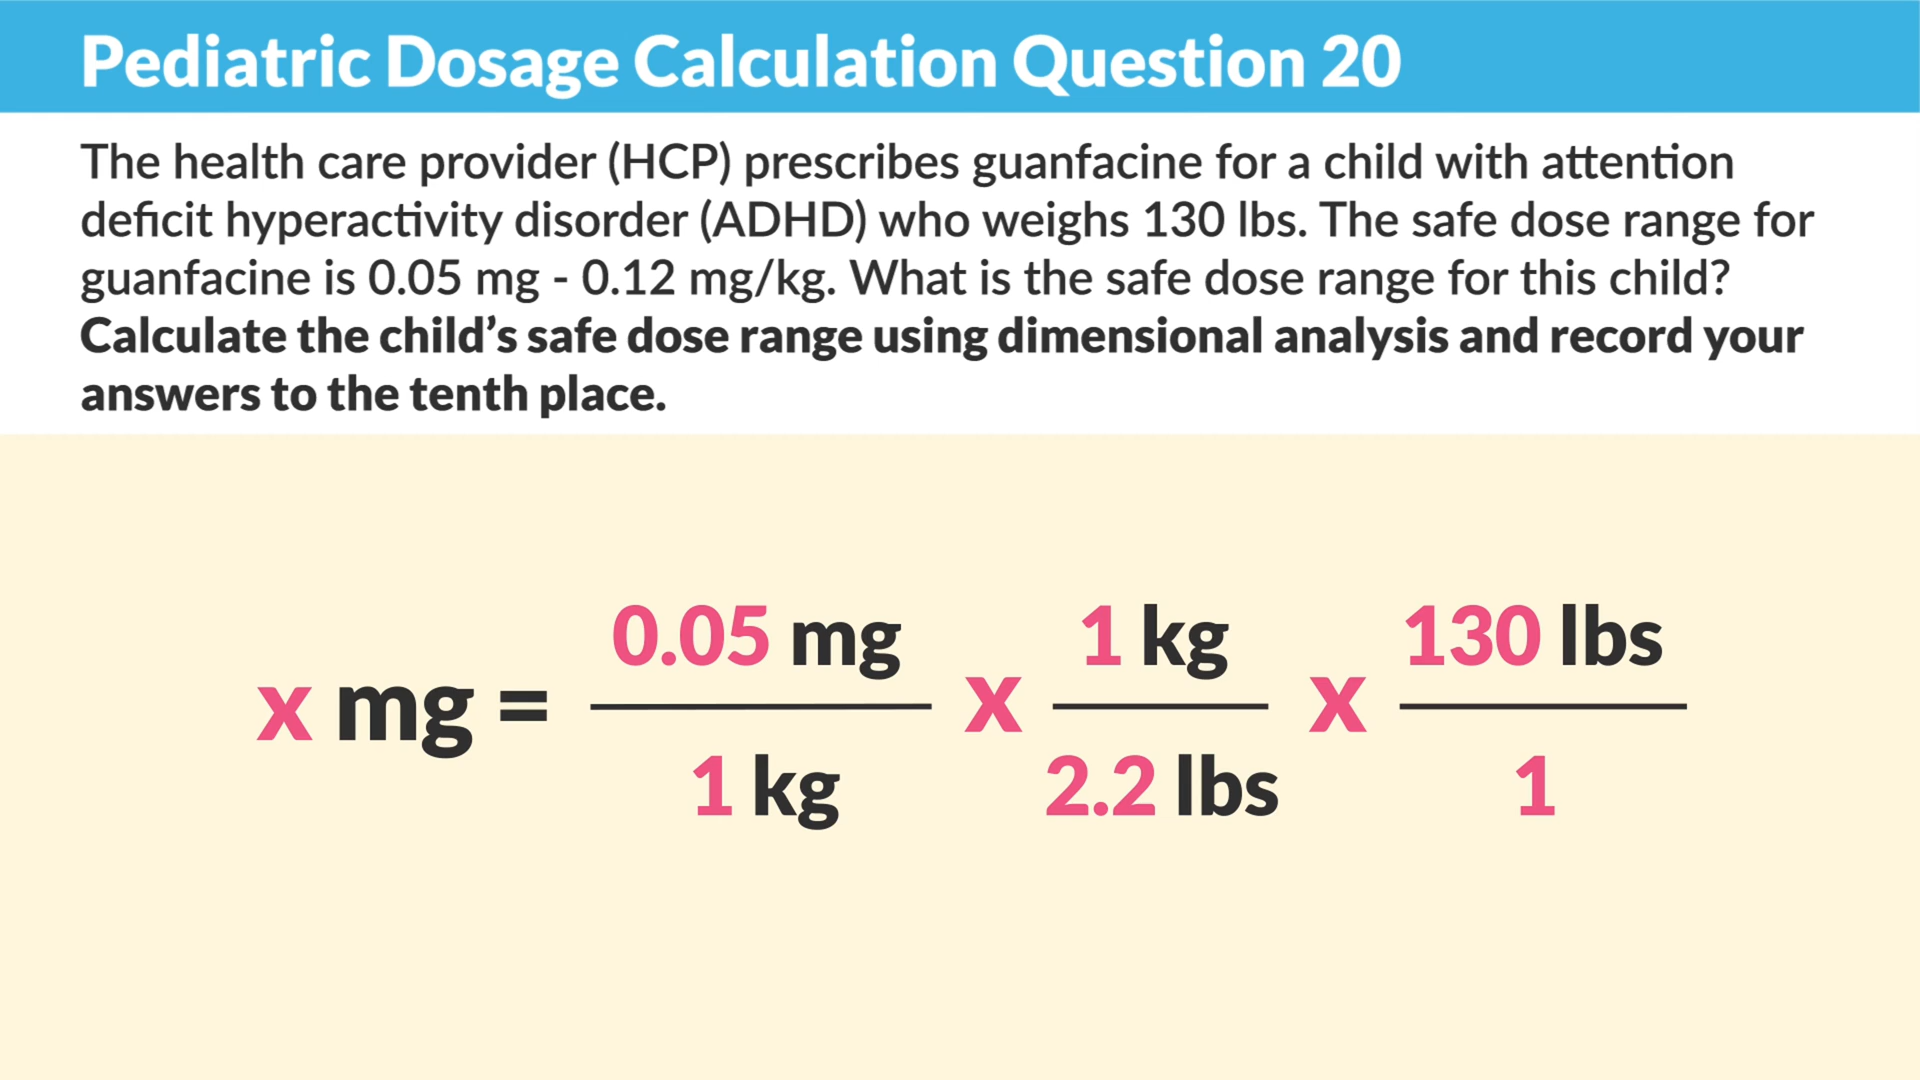 Pediatric Dosage Calculation Question 20
The health care provider (HCP) prescribes guanfacine for a child with attention
deficit hyperactivity disorder (ADHD) who weighs 130 lbs. The safe dose range for
guanfacine is 0.05 mg - 0.12 mg/kg. What is the safe dose range for this child?
Calculate the child’s safe dose range using dimensional analysis and record your
answers to the tenth place.
0.05 mg 1 kg 130 lbs
x mg = x x
1 kg 2.2 lbs 1